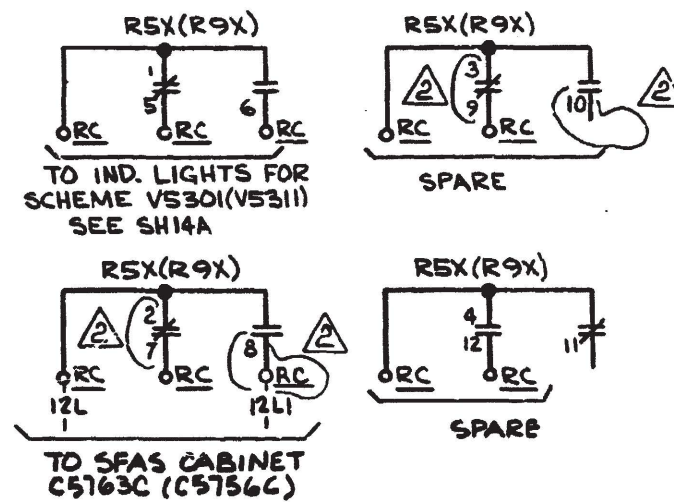 R5X(R9X)
1
5
6
RC RC RC
TO IND. LIGHTS FOR
SCHEME V5301(V5311)
SEE SH14A
R5X(R9X)
2
3
9
10
2
RC RC
SPARE
R5X(R9X)
2
2
7
8
2
RC RC RC
12L 12L1
TO SFAS CABINET
C5763C (C5756C)
R5X(R9X)
4
12
11
RC RC
SPARE